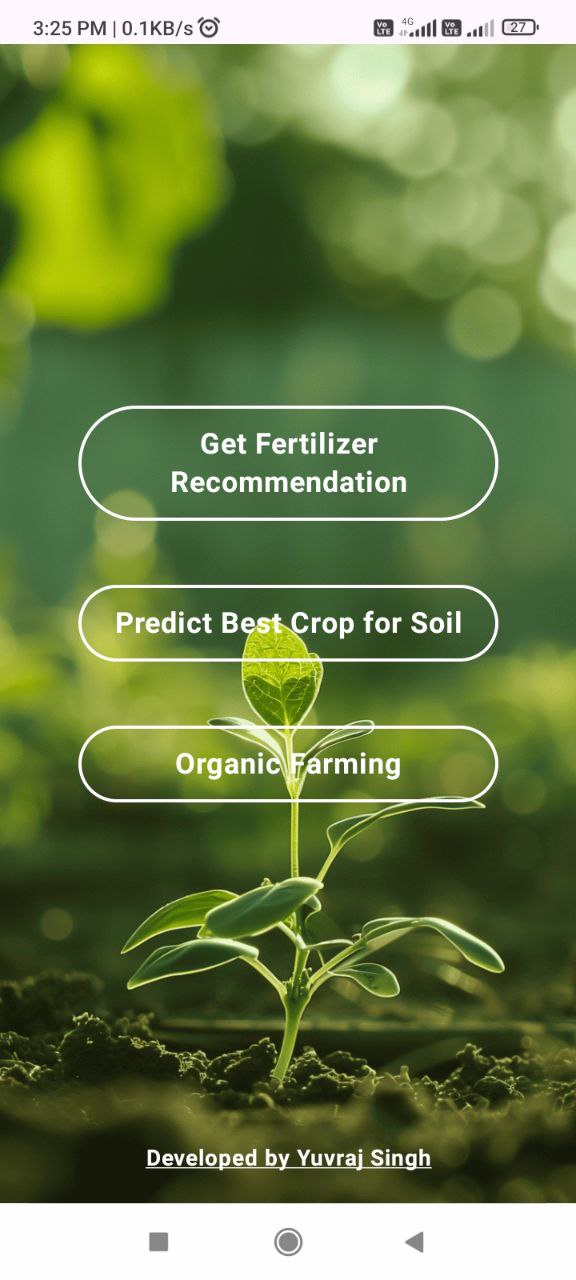 3:25 PM | 0.1KB/s
Vo LTE 4G Vo LTE 27
Get Fertilizer
Recommendation
Predict Best Crop for Soil
Organic Farming
Developed by Yuvraj Singh